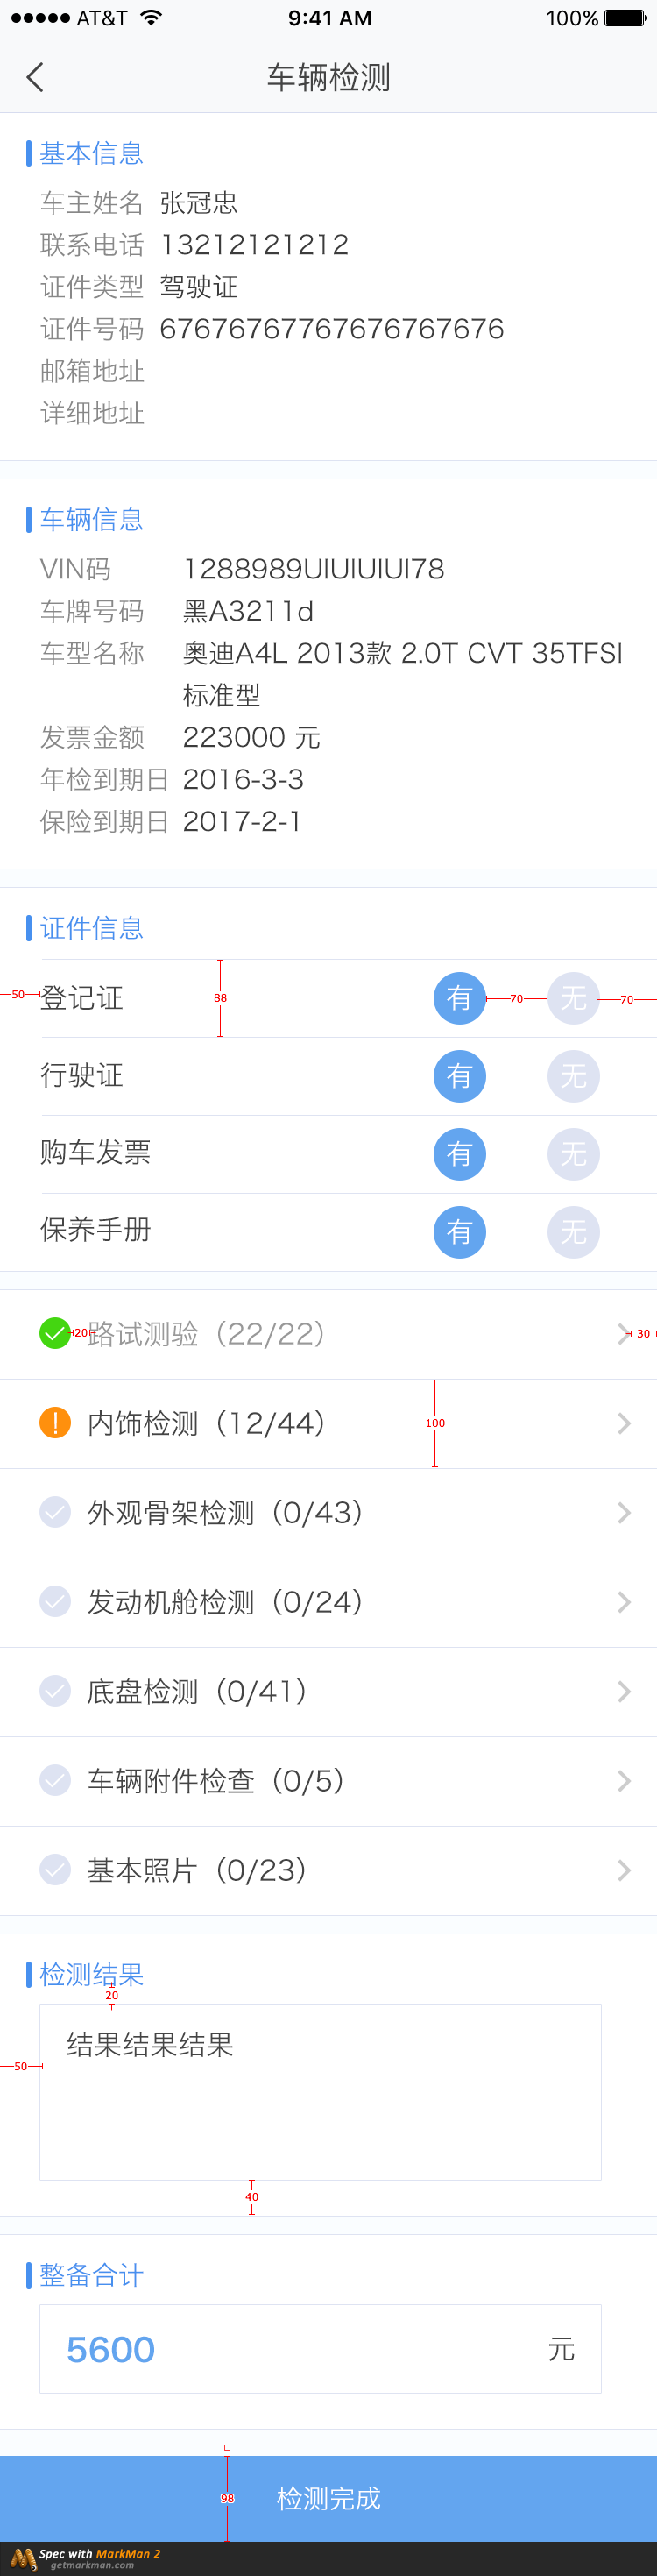 ●●●●● AT&T 9:41 AM 100%
车辆检测
基本信息
车主姓名 张冠忠
联系电话 13212121212
证件类型 驾驶证
证件号码 67676767767676767676
邮箱地址
详细地址
车辆信息
VIN码 1288989UIUIUIUI78
车牌号码 黑A3211d
车型名称 奥迪A4L 2013款 2.0T CVT 35TFSI
标准型
发票金额 223000 元
年检到期日 2016-3-3
保险到期日 2017-2-1
证件信息
50 登记证 88 有 70 无 70
行驶证 有 无
购车发票 有 无
保养手册 有 无
20 路试测验（22/22） 30
内饰检测（12/44） 100
外观骨架检测（0/43）
发动机舱检测（0/24）
底盘检测（0/41）
车辆附件检查（0/5）
基本照片（0/23）
检测结果
20
结果结果结果
50
40
整备合计
5600 元
98 检测完成
Spec with MarkMan 2
getmarkman.com